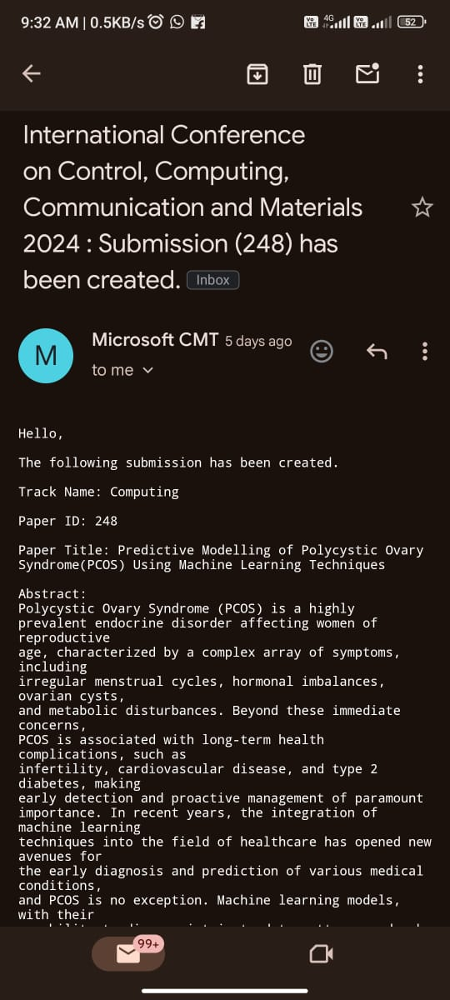 9:32 AM | 0.5KB/s
Vo LTE 4G Vo LTE 52
International Conference
on Control, Computing,
Communication and Materials
2024 : Submission (248) has
been created. Inbox
M
Microsoft CMT 5 days ago
to me
Hello,
The following submission has been created.
Track Name: Computing
Paper ID: 248
Paper Title: Predictive Modelling of Polycystic Ovary
Syndrome(PCOS) Using Machine Learning Techniques
Abstract:
Polycystic Ovary Syndrome (PCOS) is a highly
prevalent endocrine disorder affecting women of
reproductive
age, characterized by a complex array of symptoms,
including
irregular menstrual cycles, hormonal imbalances,
ovarian cysts,
and metabolic disturbances. Beyond these immediate
concerns,
PCOS is associated with long-term health
complications, such as
infertility, cardiovascular disease, and type 2
diabetes, making
early detection and proactive management of paramount
importance. In recent years, the integration of
machine learning
techniques into the field of healthcare has opened new
avenues for
the early diagnosis and prediction of various medical
conditions,
and PCOS is no exception. Machine learning models,
with their
99+